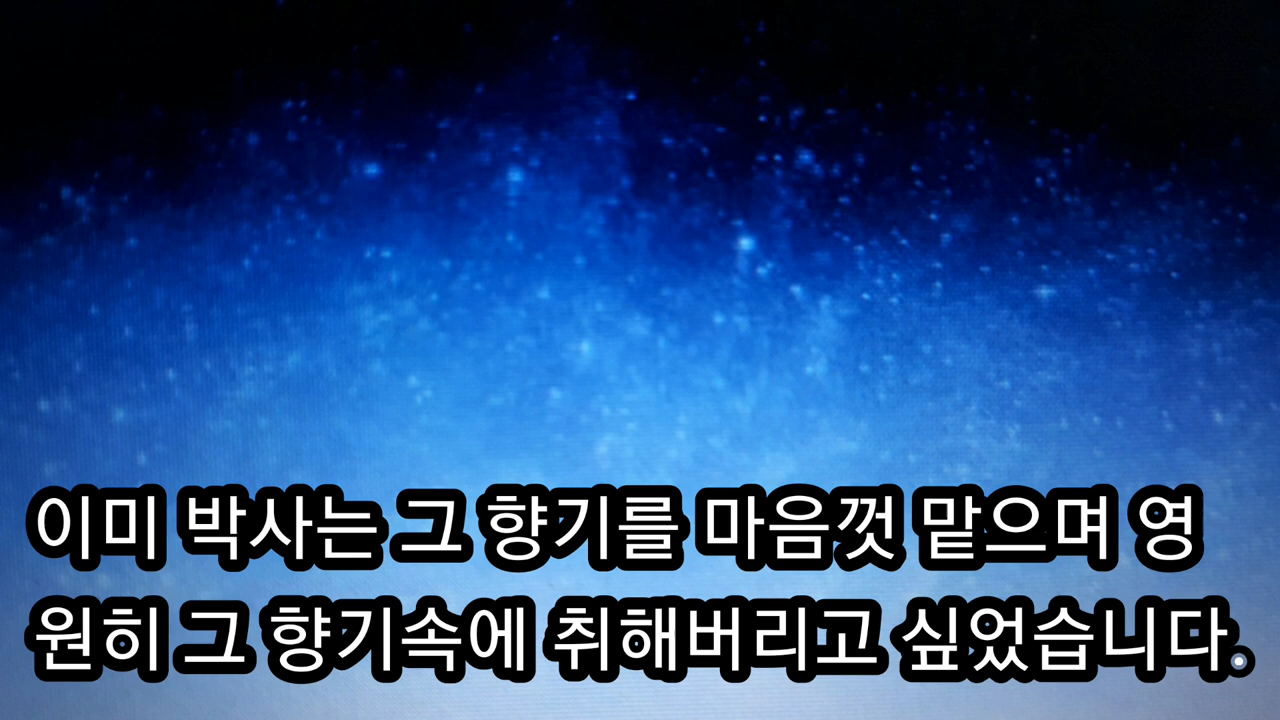 이미 박사는 그 향기를 마음껏 맡으며 영
원히 그 향기속에 취해버리고 싶었습니다.